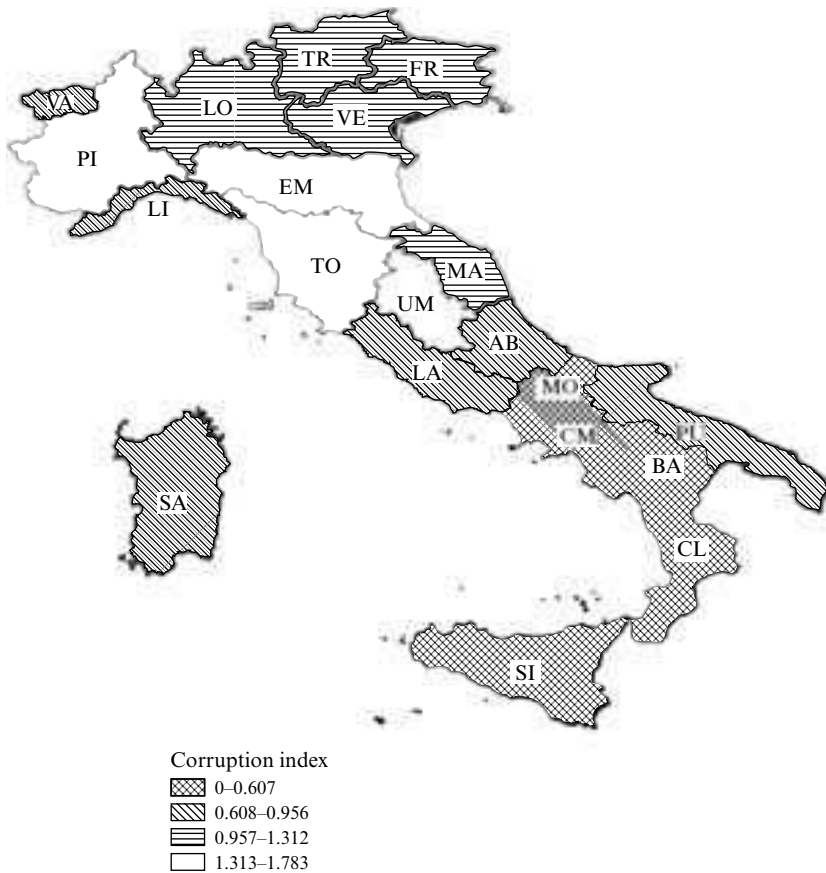 TR
FR
VA
LO
VE
PI
EM
LI
TO
MA
UM
AB
LA
MO
CM
PU
BA
SA
CL
SI
Corruption index
0–0.607
0.608–0.956
0.957–1.312
1.313–1.783